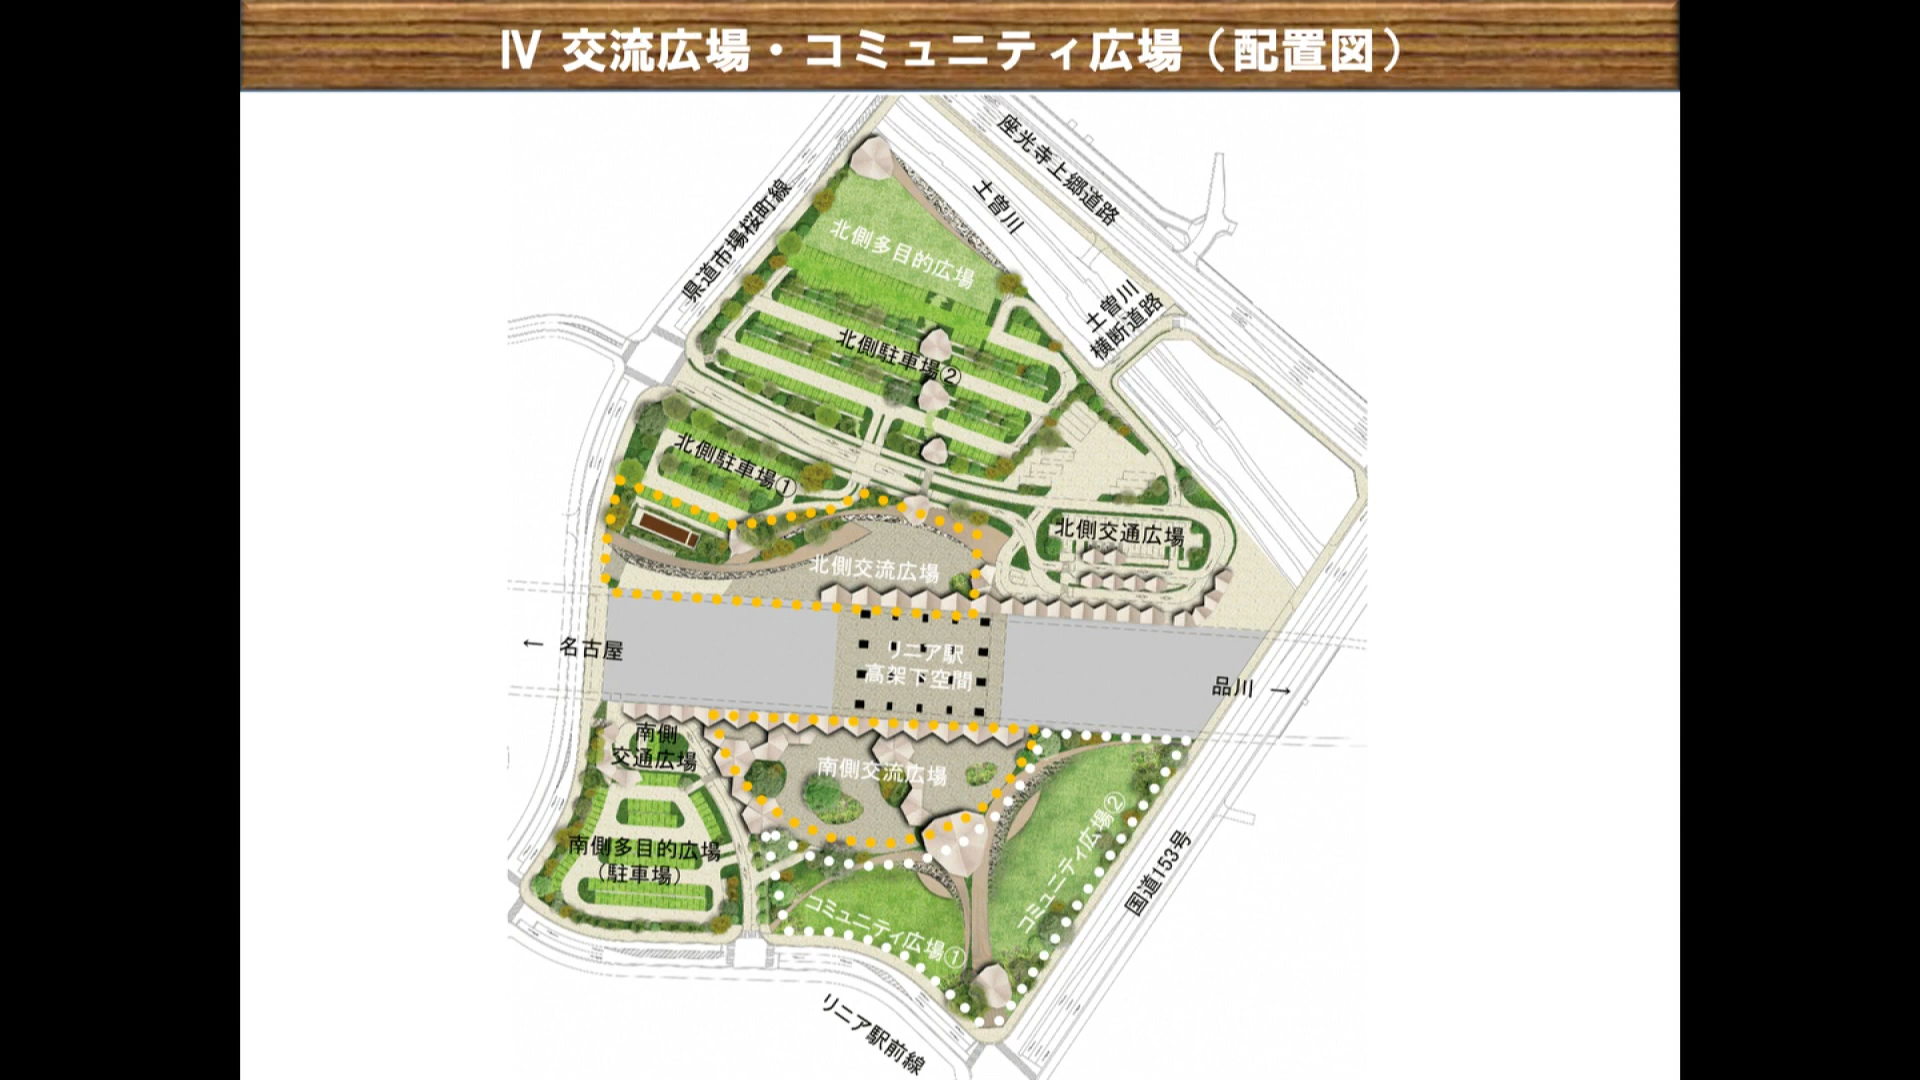 Ⅳ 交流広場・コミュニティ広場（配置図）
座光寺上郷道路
土曽川
県道市場桜町線
北側多目的広場
土曽川
横断道路
北側駐車場②
北側駐車場①
北側交通広場
北側交流広場
← 名古屋
リニア駅
高架下空間
品川 →
南側
交通広場
南側交流広場
コミュニティ広場②
南側多目的広場
（駐車場）
国道153号
コミュニティ広場①
リニア駅前線